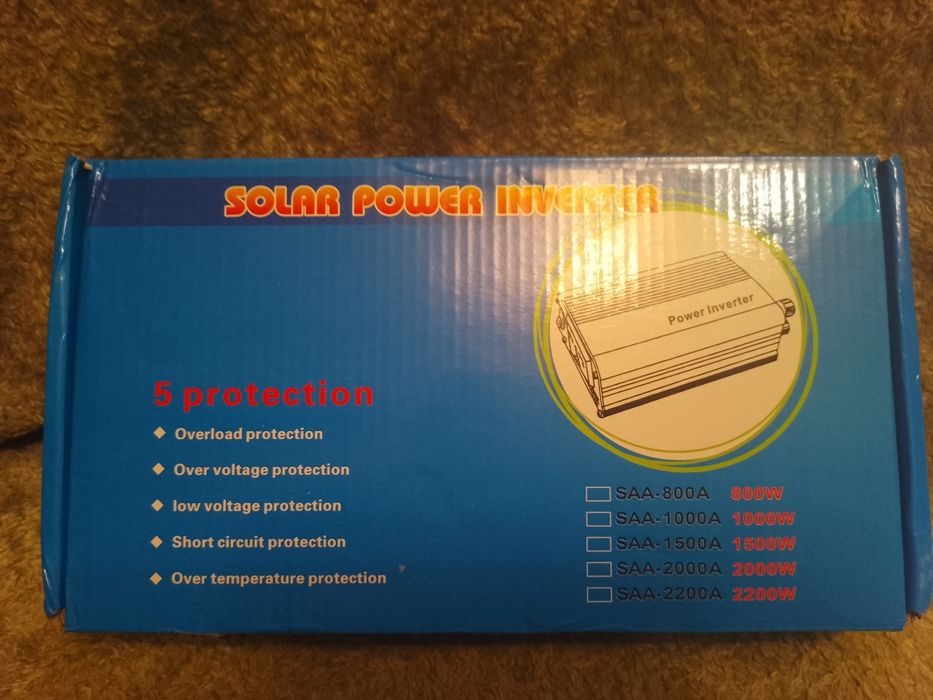 SOLAR POWER INVERTER
Power Inverter
5 protection
Overload protection
Over voltage protection
low voltage protection
Short circuit protection
Over temperature protection
SAA-800A 800W
SAA-1000A 1000W
SAA-1500A 1500W
SAA-2000A 2000W
SAA-2200A 2200W